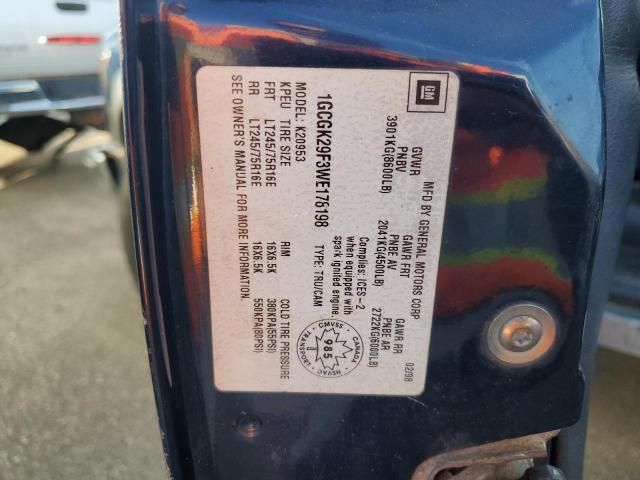 GM
MFD BY GENERAL MOTORS CORP
02/98
GVWR GAWR FRT GAWR RR
PNBV PNBE AV PNBE AR
3901KG(8600LB) 2041KG(4500LB) 2722KG(6000LB)
Complies: ICES-2
when equipped with
spark ignited engine.
CMVSS
CANADA
TRANSPORT
NSVAC
985
1GCGK29F3WE178198 TYPE: TRU/CAM
MODEL: K20953
KPEU TIRE SIZE RIM COLD TIRE PRESSURE
FRT LT245/75R16E 16X6.5K 380KPA(55PSI)
RR LT245/75R16E 16X6.5K 550KPA(80PSI)
SEE OWNER'S MANUAL FOR MORE INFORMATION.